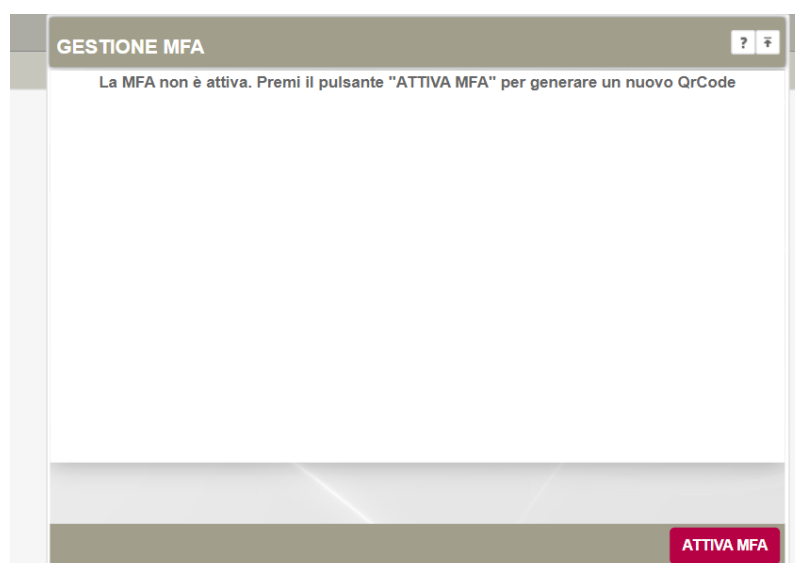 GESTIONE MFA
?
La MFA non è attiva. Premi il pulsante "ATTIVA MFA" per generare un nuovo QrCode
ATTIVA MFA